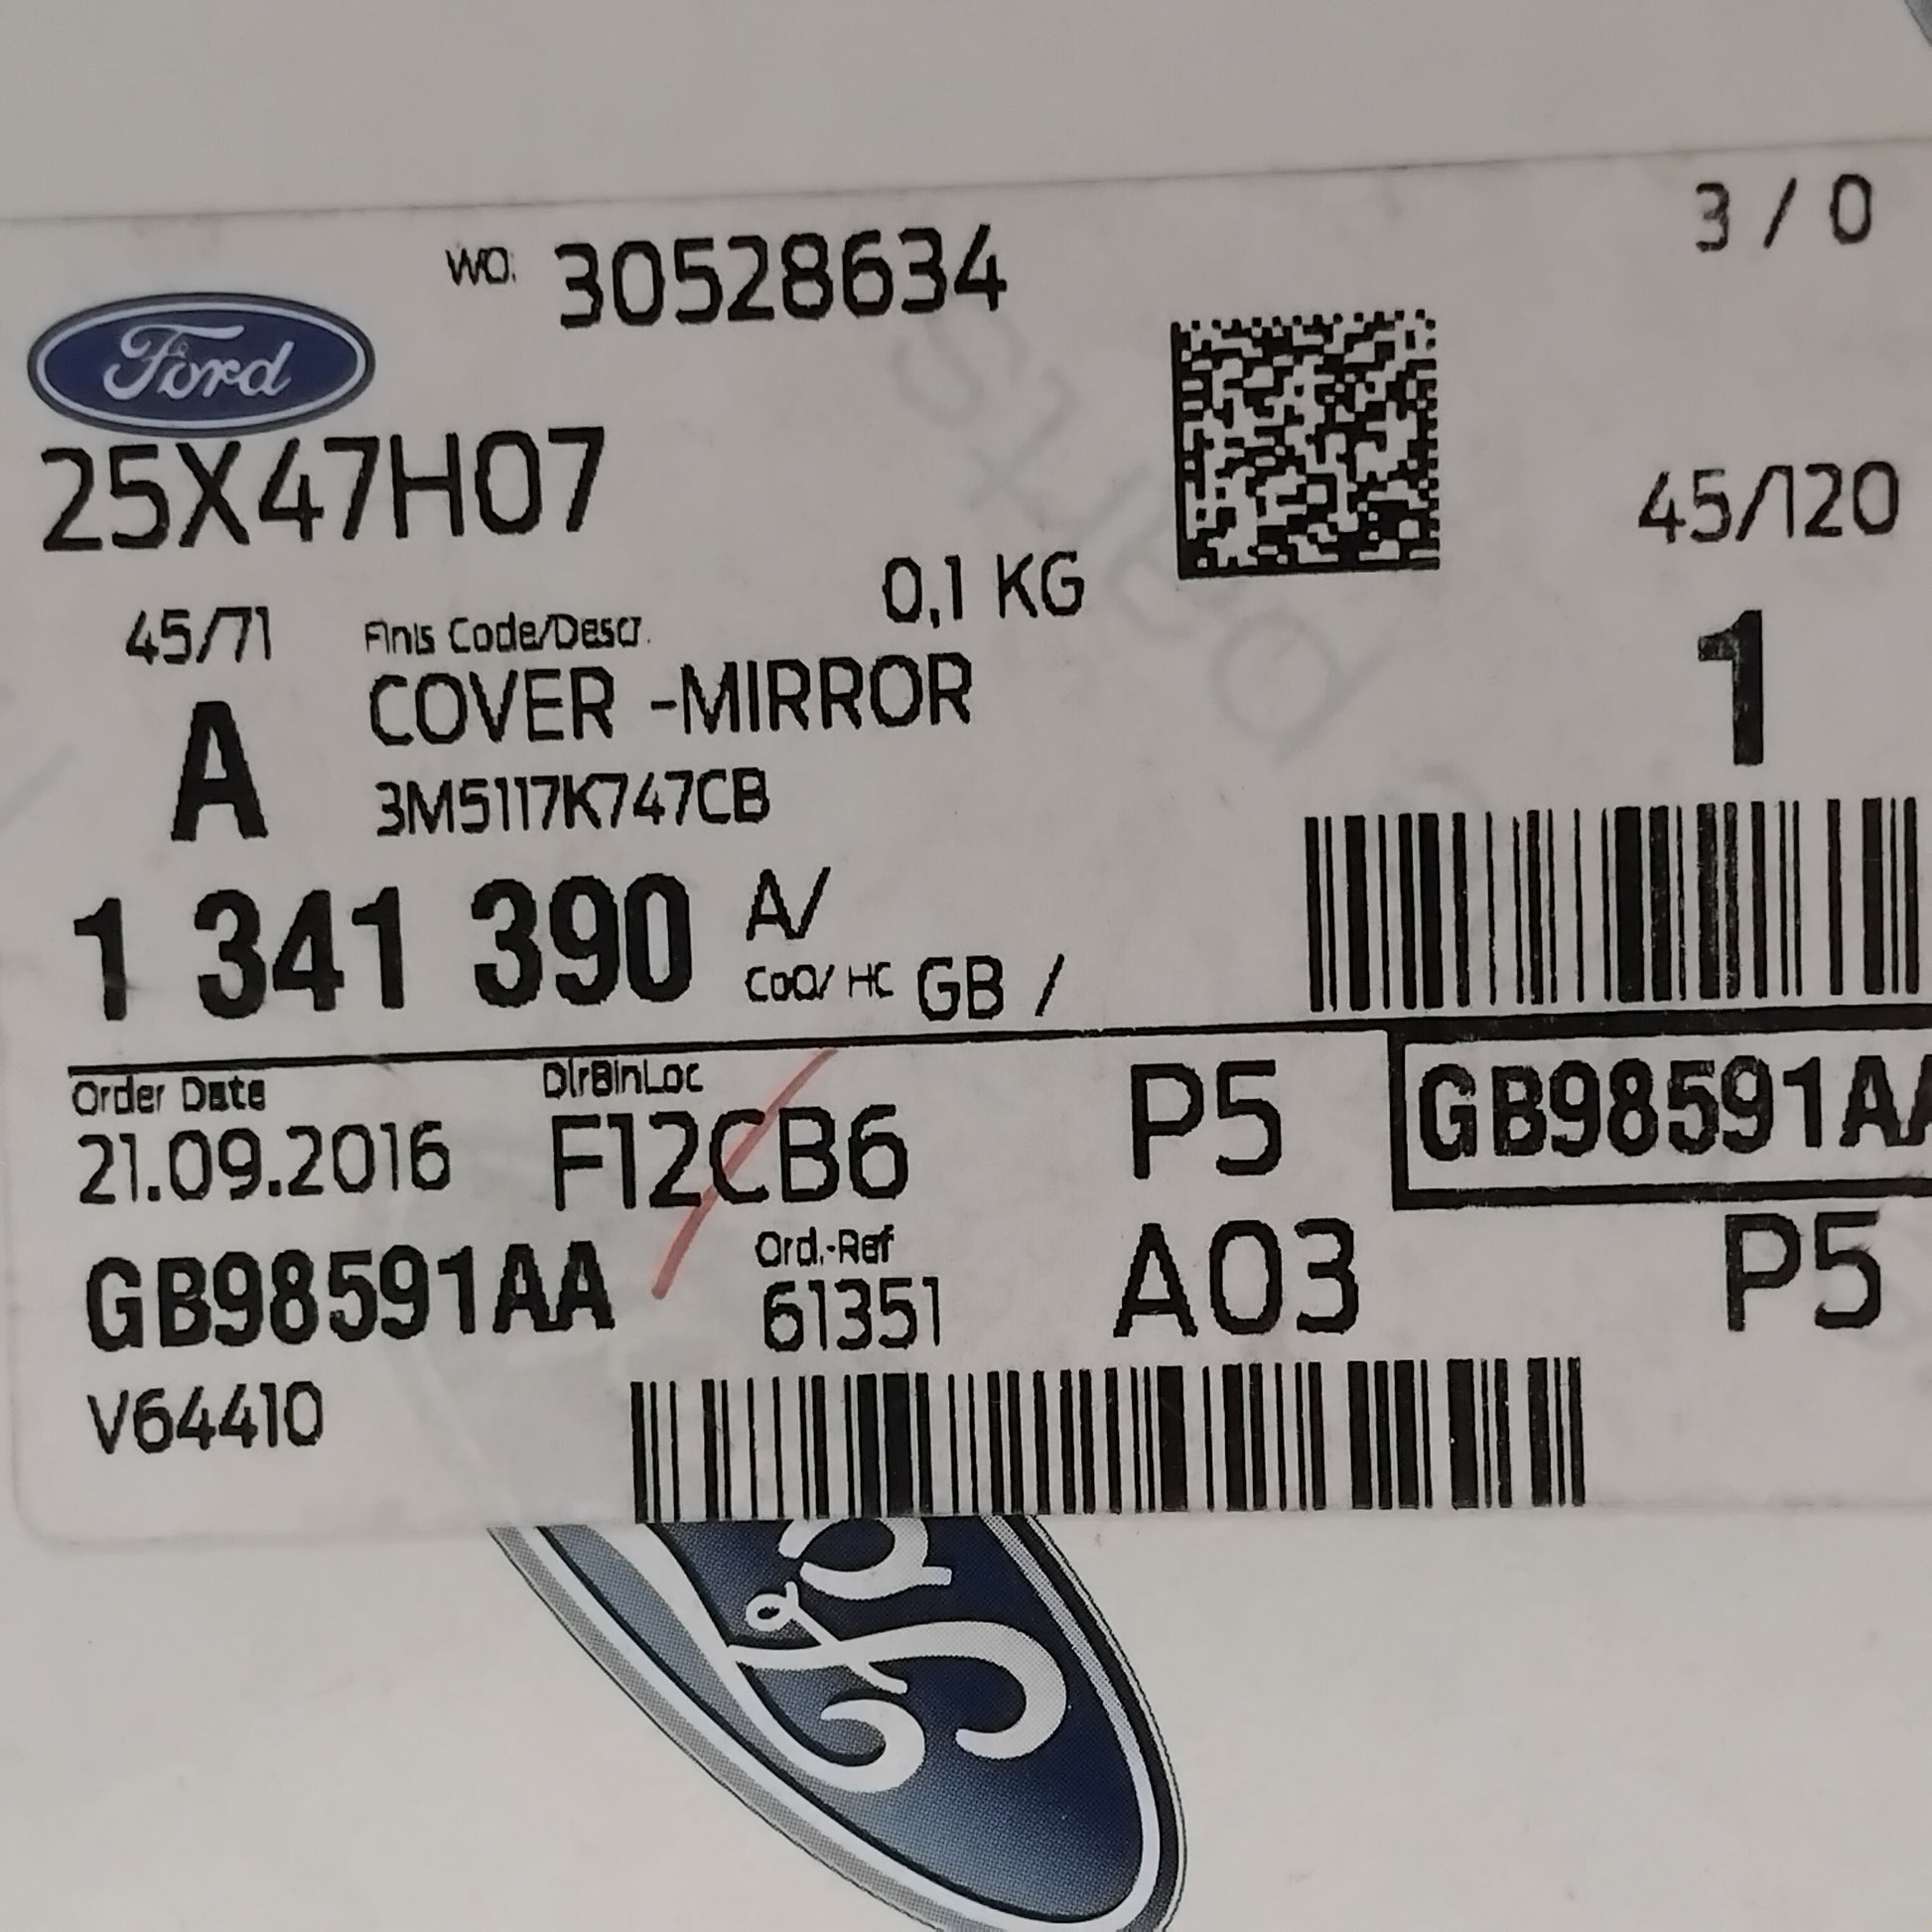 3 / 0
WO: 30528634
Ford
25X47H07
45/120
0,1 KG
45/71
Finis Code/Descr.
1
A
COVER -MIRROR
3M5117K747CB
1 341 390 A/
CoO/ HC GB /
Order Date
DlrBinLoc
21.09.2016
F12CB6
P5
GB98591AA
GB98591AA
Ord.-Ref
61351
A03
P5
V64410
Ford